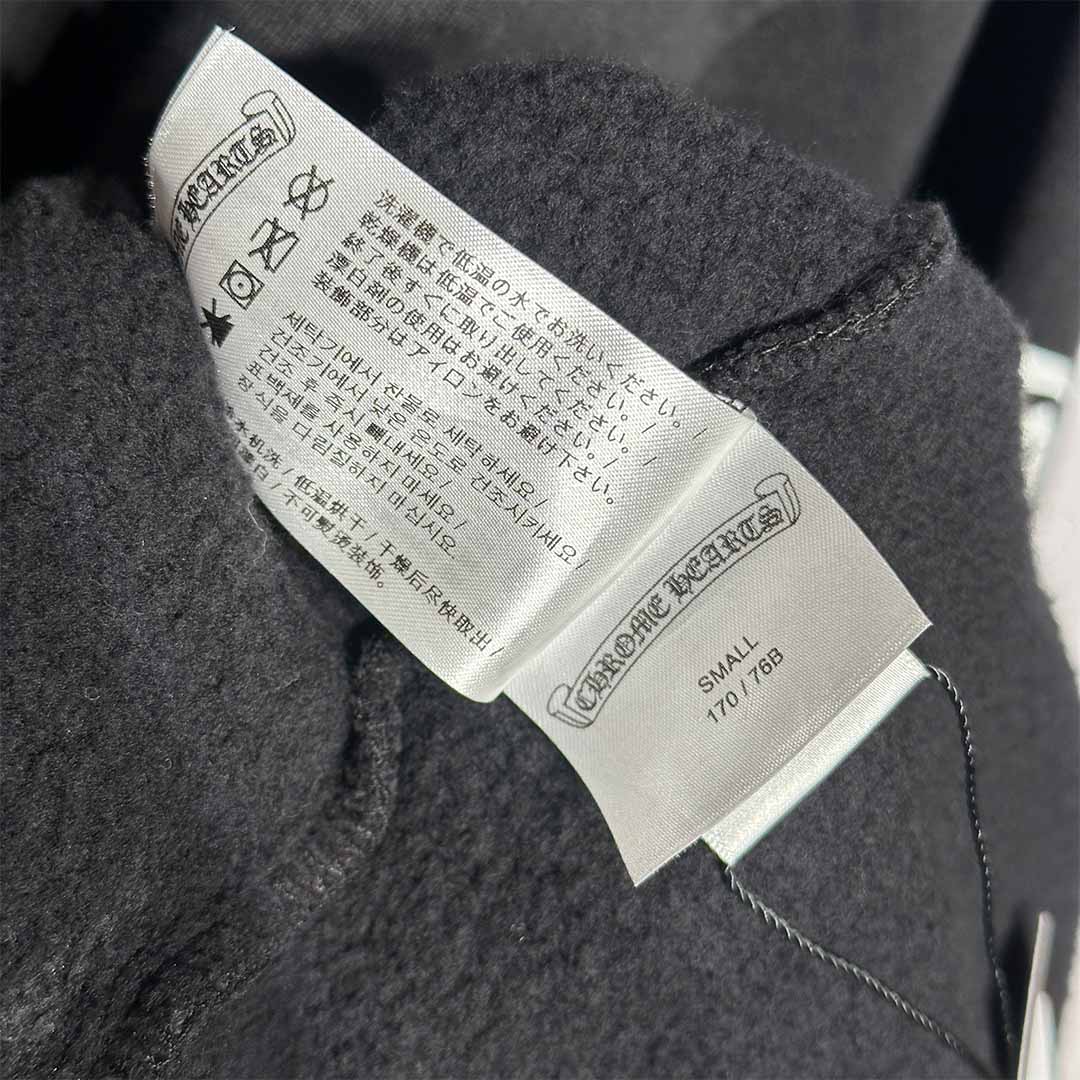 HEARTS
洗濯機で低温の水でお洗いください。/
乾燥機は低温でご使用ください。/
終了後すぐに取り出してください。/
漂白剤の使用はお避けください。/
装飾部分はアイロンをお避け下さい。
세탁기에서 찬물로 세탁하세요/
건조기에서 낮은 온도로 건조시키세요/
건조 후 즉시 빼내세요/
표백세를 사용하지 마세요/
장식을 다림질하지 마십시요.
水机洗/低温烘干/干燥后尽快取出/
漂白/不可熨烫装饰。
CHROME HEARTS
SMALL
170 / 76B